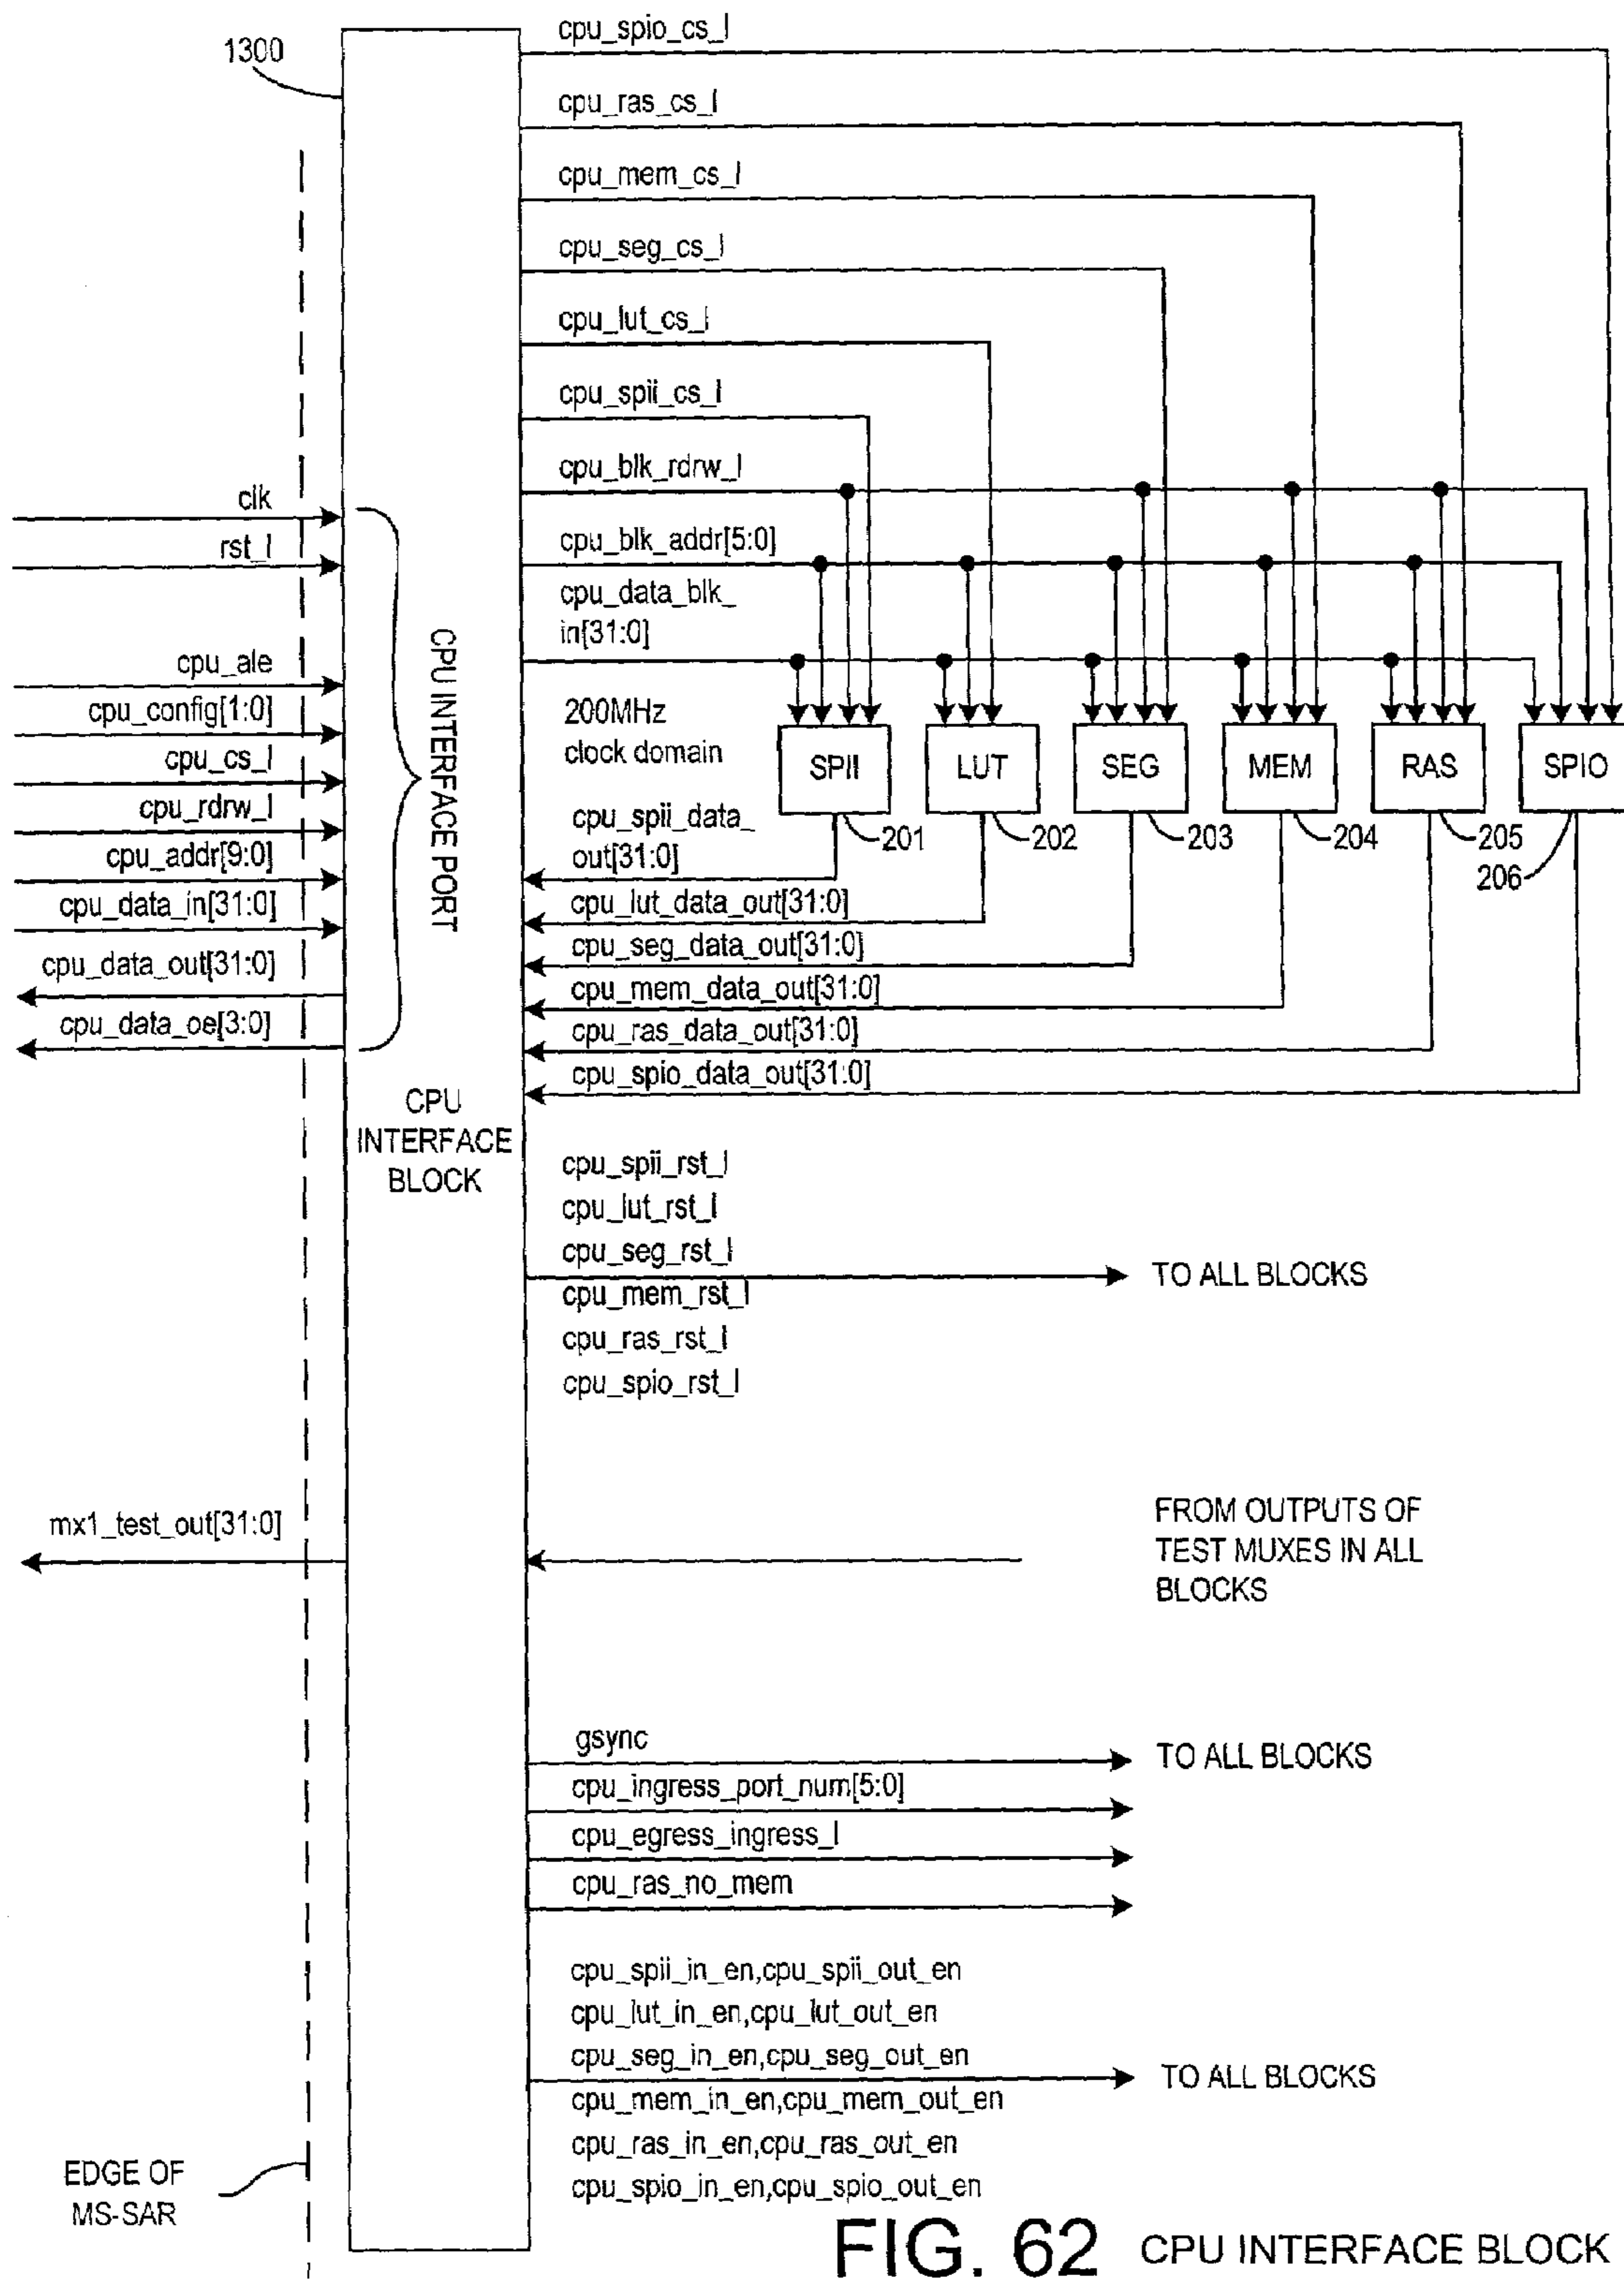 1300
cpu_spio_cs_l
cpu_ras_cs_l
cpu_mem_cs_l
cpu_seg_cs_l
cpu_lut_cs_l
cpu_spii_cs_l
cpu_blk_rdrw_l
cpu_blk_addr[5:0]
cpu_data_blk_
in[31:0]
clk
rst_l
cpu_ale
cpu_config[1:0]
cpu_cs_l
cpu_rdrw_l
cpu_addr[9:0]
cpu_data_in[31:0]
cpu_data_out[31:0]
cpu_data_oe[3:0]
CPU INTERFACE PORT
200MHz
clock domain
SPII
LUT
SEG
MEM
RAS
SPIO
201
202
203
204
205
206
cpu_spii_data_
out[31:0]
cpu_lut_data_out[31:0]
cpu_seg_data_out[31:0]
cpu_mem_data_out[31:0]
cpu_ras_data_out[31:0]
cpu_spio_data_out[31:0]
CPU
INTERFACE
BLOCK
cpu_spii_rst_l
cpu_lut_rst_l
cpu_seg_rst_l
cpu_mem_rst_l
cpu_ras_rst_l
cpu_spio_rst_l
TO ALL BLOCKS
mx1_test_out[31:0]
FROM OUTPUTS OF
TEST MUXES IN ALL
BLOCKS
gsync
TO ALL BLOCKS
cpu_ingress_port_num[5:0]
cpu_egress_ingress_l
cpu_ras_no_mem
cpu_spii_in_en,cpu_spii_out_en
cpu_lut_in_en,cpu_lut_out_en
cpu_seg_in_en,cpu_seg_out_en
cpu_mem_in_en,cpu_mem_out_en
cpu_ras_in_en,cpu_ras_out_en
cpu_spio_in_en,cpu_spio_out_en
TO ALL BLOCKS
EDGE OF
MS-SAR
FIG. 62 CPU INTERFACE BLOCK